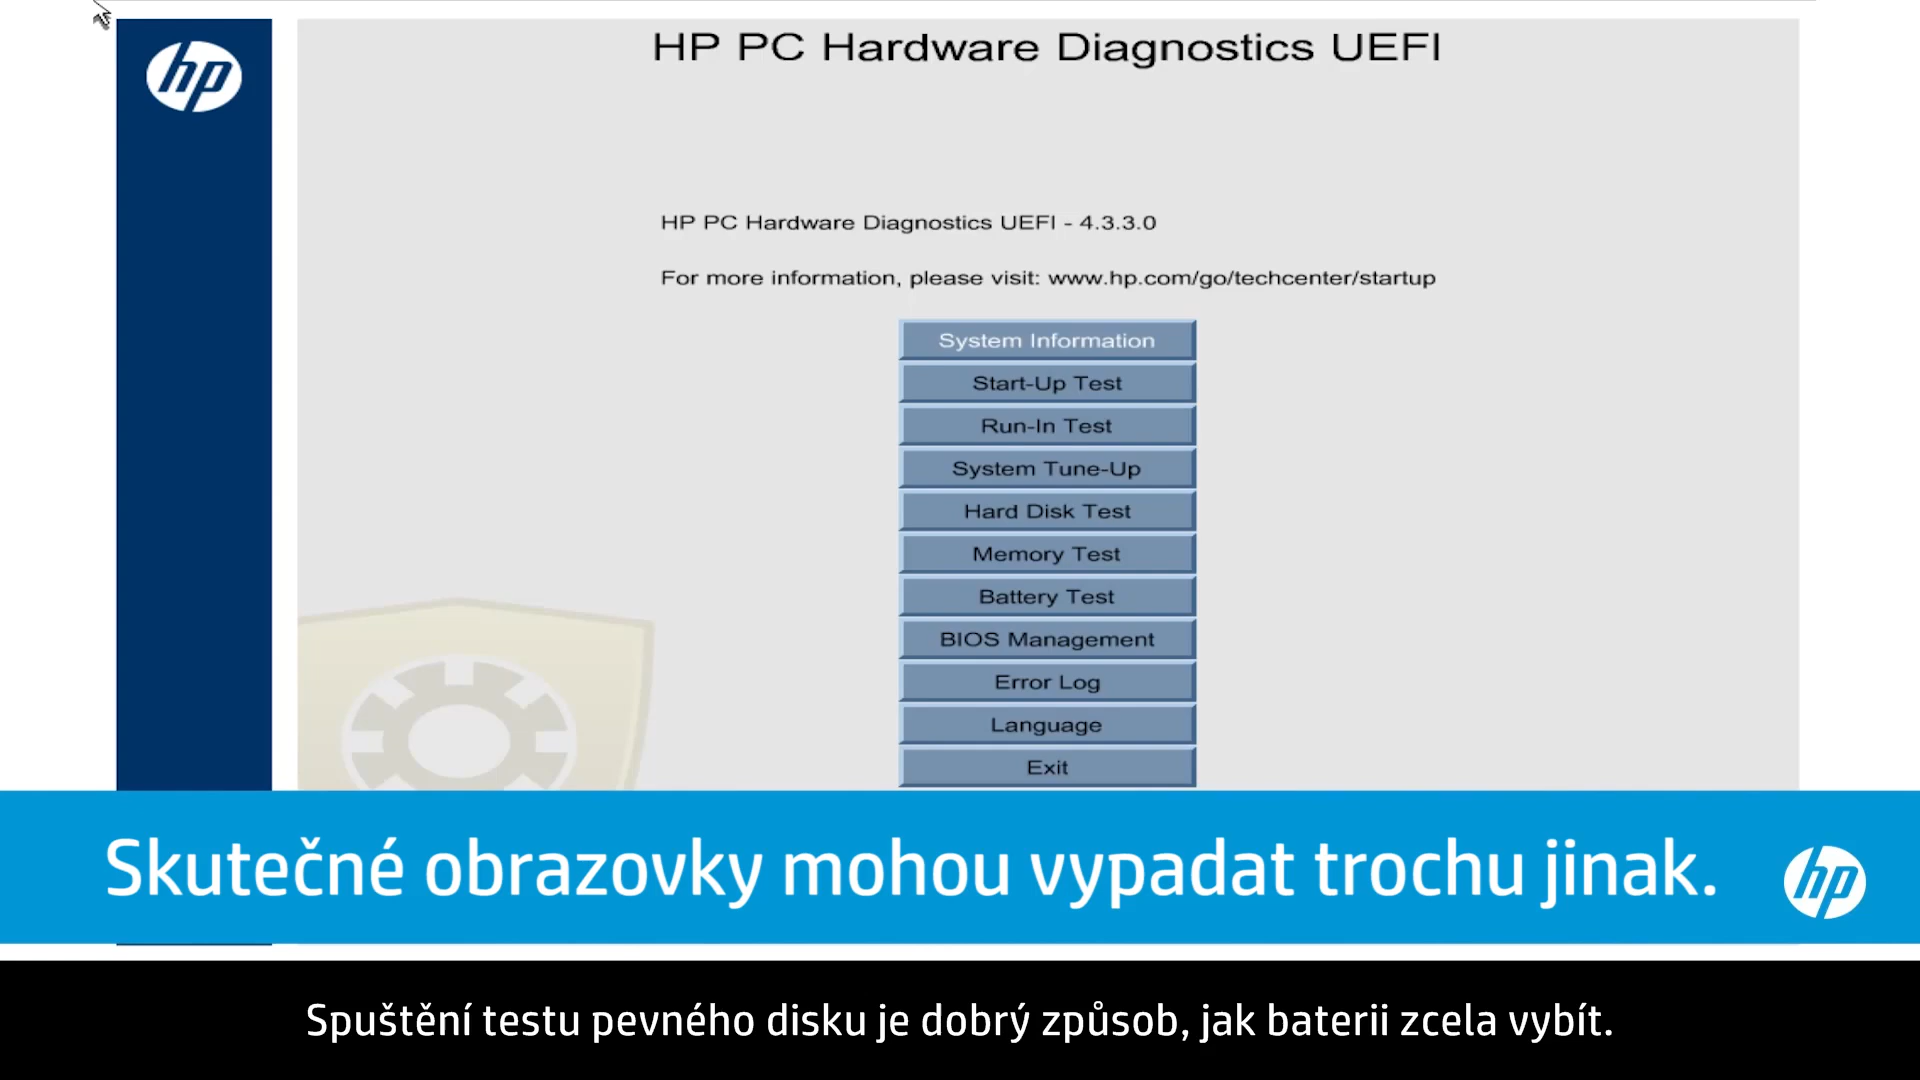 hp
HP PC Hardware Diagnostics UEFI
HP PC Hardware Diagnostics UEFI - 4.3.3.0
For more information, please visit: www.hp.com/go/techcenter/startup
System Information
Start-Up Test
Run-In Test
System Tune-Up
Hard Disk Test
Memory Test
Battery Test
BIOS Management
Error Log
Language
Exit
Skutečné obrazovky mohou vypadat trochu jinak.
hp
Spuštění testu pevného disku je dobrý způsob, jak baterii zcela vybít.